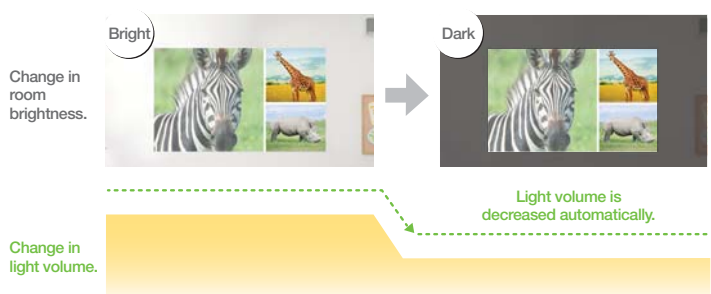 Bright
Dark
Change in
room
brightness.
Light volume is
decreased automatically.
Change in
light volume.